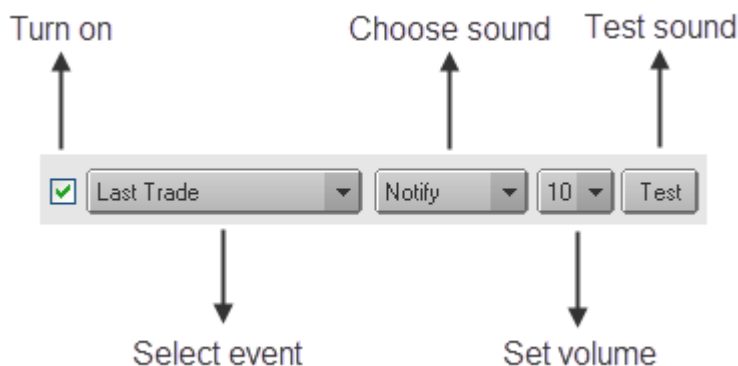 Turn on Choose sound Test sound
Last Trade Notify 10 Test
Select event Set volume